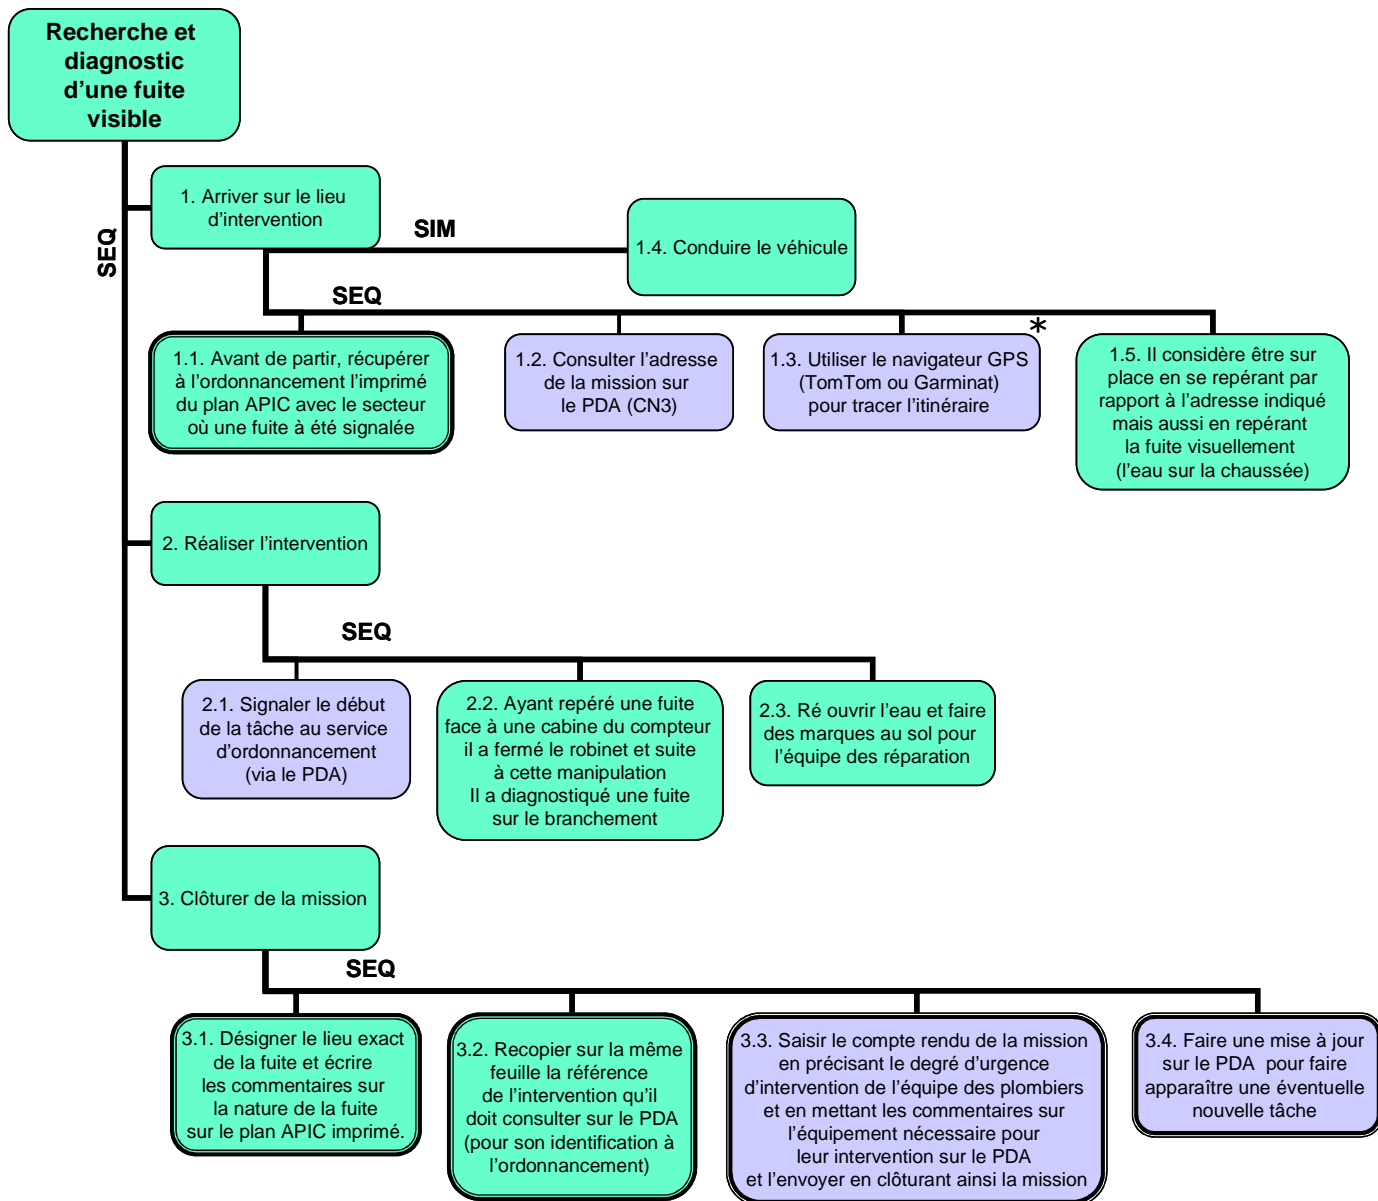 Recherche et
diagnostic
d'une fuite
visible
SEQ
1. Arriver sur le lieu
d'intervention
SIM
1.4. Conduire le véhicule
SEQ
1.1. Avant de partir, récupérer
à l'ordonnancement l'imprimé
du plan APIC avec le secteur
où une fuite à été signalée
1.2. Consulter l'adresse
de la mission sur
le PDA (CN3)
*
1.3. Utiliser le navigateur GPS
(TomTom ou Garminat)
pour tracer l'itinéraire
1.5. Il considère être sur
place en se repérant par
rapport à l'adresse indiqué
mais aussi en repérant
la fuite visuellement
(l'eau sur la chaussée)
2. Réaliser l'intervention
SEQ
2.1. Signaler le début
de la tâche au service
d'ordonnancement
(via le PDA)
2.2. Ayant repéré une fuite
face à une cabine du compteur
il a fermé le robinet et suite
à cette manipulation
Il a diagnostiqué une fuite
sur le branchement
2.3. Ré ouvrir l'eau et faire
des marques au sol pour
l'équipe des réparation
3. Clôturer de la mission
SEQ
3.1. Désigner le lieu exact
de la fuite et écrire
les commentaires sur
la nature de la fuite
sur le plan APIC imprimé.
3.2. Recopier sur la même
feuille la référence
de l'intervention qu'il
doit consulter sur le PDA
(pour son identification à
l'ordonnancement)
3.3. Saisir le compte rendu de la mission
en précisant le degré d'urgence
d'intervention de l'équipe des plombiers
et en mettant les commentaires sur
l'équipement nécessaire pour
leur intervention sur le PDA
et l'envoyer en clôturant ainsi la mission
3.4. Faire une mise à jour
sur le PDA pour faire
apparaître une éventuelle
nouvelle tâche